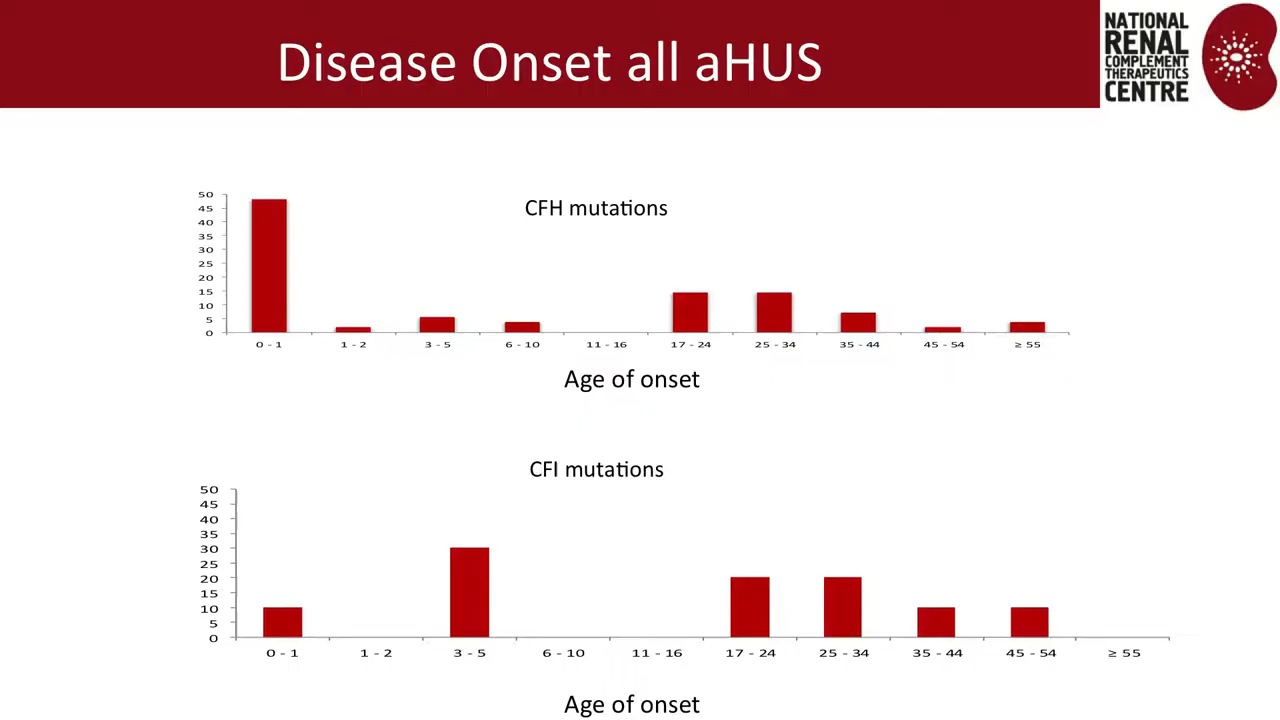 Disease Onset all aHUS
NATIONAL
RENAL
COMPLEMENT
THERAPEUTICS
CENTRE
CFH mutations
50
45
40
35
30
25
20
15
10
5
0
0 - 1 1 - 2 3 - 5 6 - 10 11 - 16 17 - 24 25 - 34 35 - 44 45 - 54 ≥ 55
Age of onset
CFI mutations
50
45
40
35
30
25
20
15
10
5
0
0 - 1 1 - 2 3 - 5 6 - 10 11 - 16 17 - 24 25 - 34 35 - 44 45 - 54 ≥ 55
Age of onset